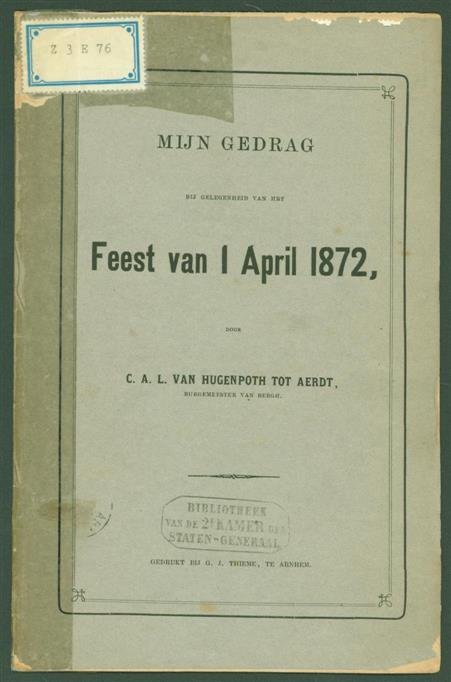 Z 3 E 76
MIJN GEDRAG
BIJ GELEGENHEID VAN HET
Feest van 1 April 1872,
DOOR
C. A. L. VAN HUGENPOTH TOT AERDT,
BURGEMEESTER VAN BERGH.
BIBLIOTHEEK
VAN DE 2E KAMER DER
STATEN-GENERAAL
GEDRUKT BIJ G. J. THIEME, TE ARNHEM.